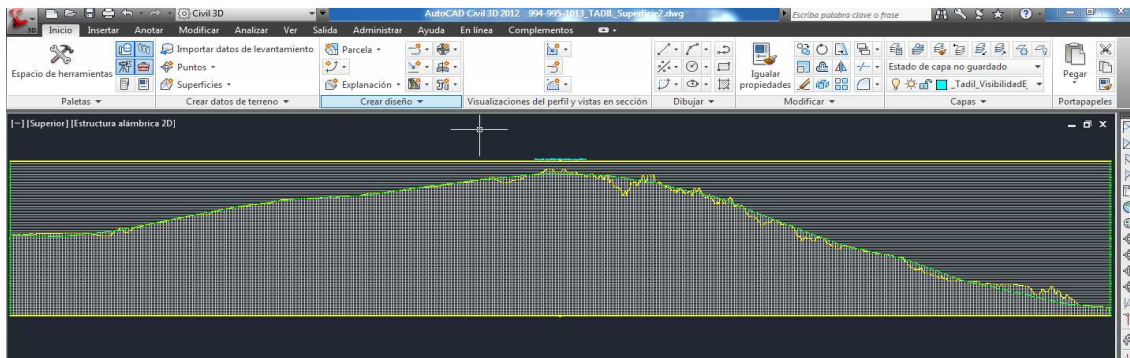 Civil 3D
AutoCAD Civil 3D 2012 994-995-1013_TADIL_Superficie2.dwg
Escriba palabra clave o frase
3D
Inicio Insertar Anotar Modificar Analizar Ver Salida Administrar Ayuda En línea Complementos
Espacio de herramientas
Paletas
Importar datos de levantamiento
Puntos
Superficies
Crear datos de terreno
Parcela
Explanación
Crear diseño
Visualizaciones del perfil y vistas en sección
Dibujar
Igualar
propiedades
Modificar
Estado de capa no guardado
_Tadil_VisibilidadE
Capas
Pegar
Portapapeles
[-] [Superior] [Estructura alámbrica 2D]